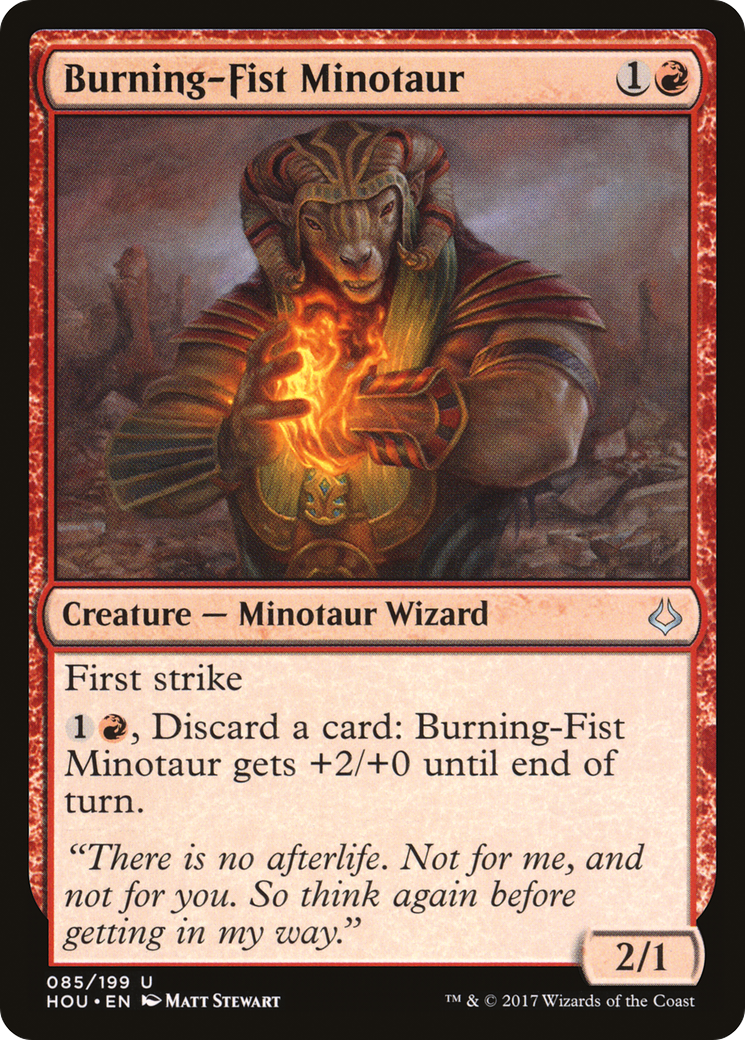 Burning-Fist Minotaur 1
Creature — Minotaur Wizard
First strike
1, Discard a card: Burning-Fist
Minotaur gets +2/+0 until end of
turn.
“There is no afterlife. Not for me, and
not for you. So think again before
getting in my way.”
2/1
085/199 U
HOU • EN Matt Stewart
™ & © 2017 Wizards of the Coast